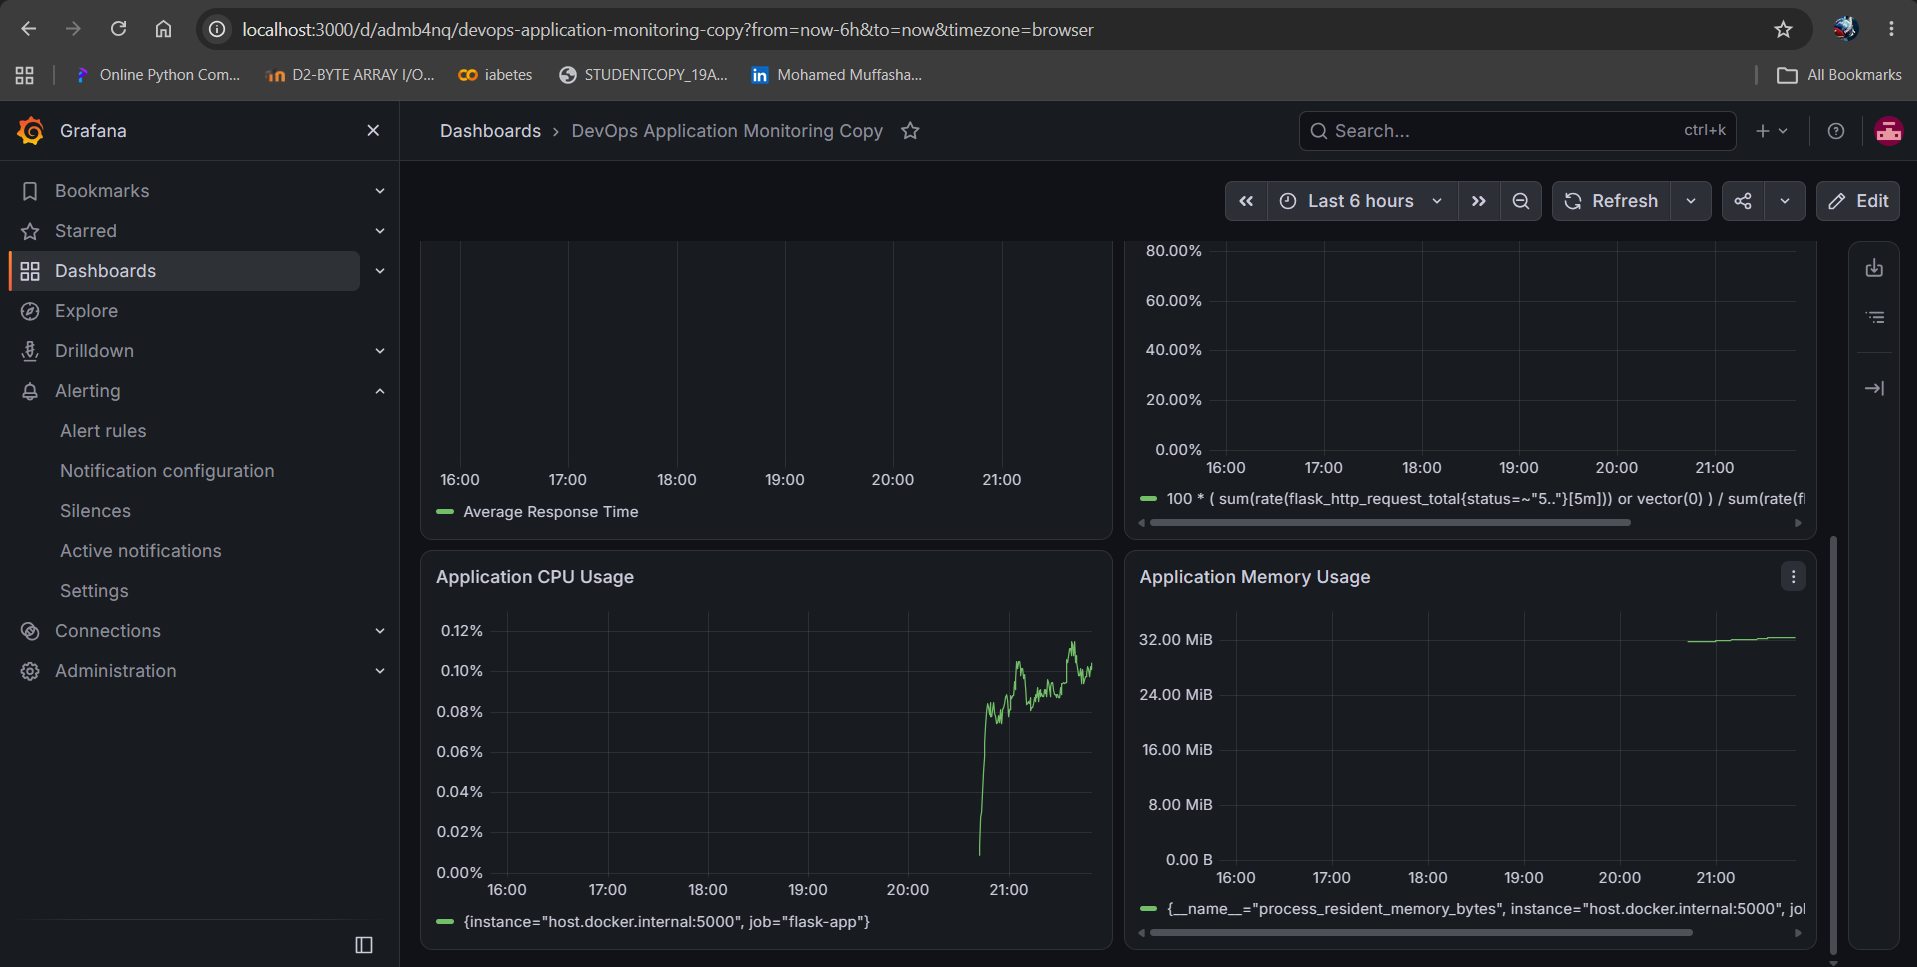 localhost:3000/d/admb4nq/devops-application-monitoring-copy?from=now-6h&to=now&timezone=browser
Online Python Com...
D2-BYTE ARRAY I/O...
iabetes
STUDENTCOPY_19A...
Mohamed Muffasha...
All Bookmarks
Grafana
Dashboards › DevOps Application Monitoring Copy
Search...
ctrl+k
Bookmarks
Starred
Dashboards
Explore
Drilldown
Alerting
Alert rules
Notification configuration
Silences
Active notifications
Settings
Connections
Administration
Last 6 hours
Refresh
Edit
16:00 17:00 18:00 19:00 20:00 21:00
Average Response Time
80.00%
60.00%
40.00%
20.00%
0.00%
16:00 17:00 18:00 19:00 20:00 21:00
100 * ( sum(rate(flask_http_request_total{status=~"5.."}[5m])) or vector(0) ) / sum(rate(fl
Application CPU Usage
0.12%
0.10%
0.08%
0.06%
0.04%
0.02%
0.00%
16:00 17:00 18:00 19:00 20:00 21:00
{instance="host.docker.internal:5000", job="flask-app"}
Application Memory Usage
32.00 MiB
24.00 MiB
16.00 MiB
8.00 MiB
0.00 B
16:00 17:00 18:00 19:00 20:00 21:00
{__name__="process_resident_memory_bytes", instance="host.docker.internal:5000", jo